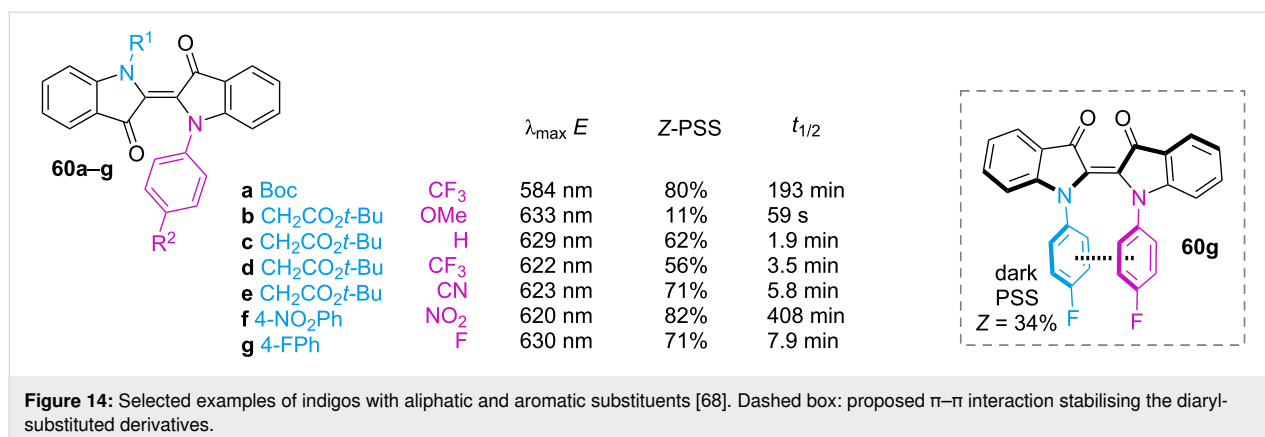 R¹
O
N
N
O
60a–g
R²
λmax E Z-PSS t1/2
a Boc CF₃ 584 nm 80% 193 min
b CH₂CO₂t-Bu OMe 633 nm 11% 59 s
c CH₂CO₂t-Bu H 629 nm 62% 1.9 min
d CH₂CO₂t-Bu CF₃ 622 nm 56% 3.5 min
e CH₂CO₂t-Bu CN 623 nm 71% 5.8 min
f 4-NO₂Ph NO₂ 620 nm 82% 408 min
g 4-FPh F 630 nm 71% 7.9 min
O O
N N
60g
dark
PSS
Z = 34%
F F
Figure 14: Selected examples of indigos with aliphatic and aromatic substituents [68]. Dashed box: proposed π–π interaction stabilising the diaryl-
substituted derivatives.